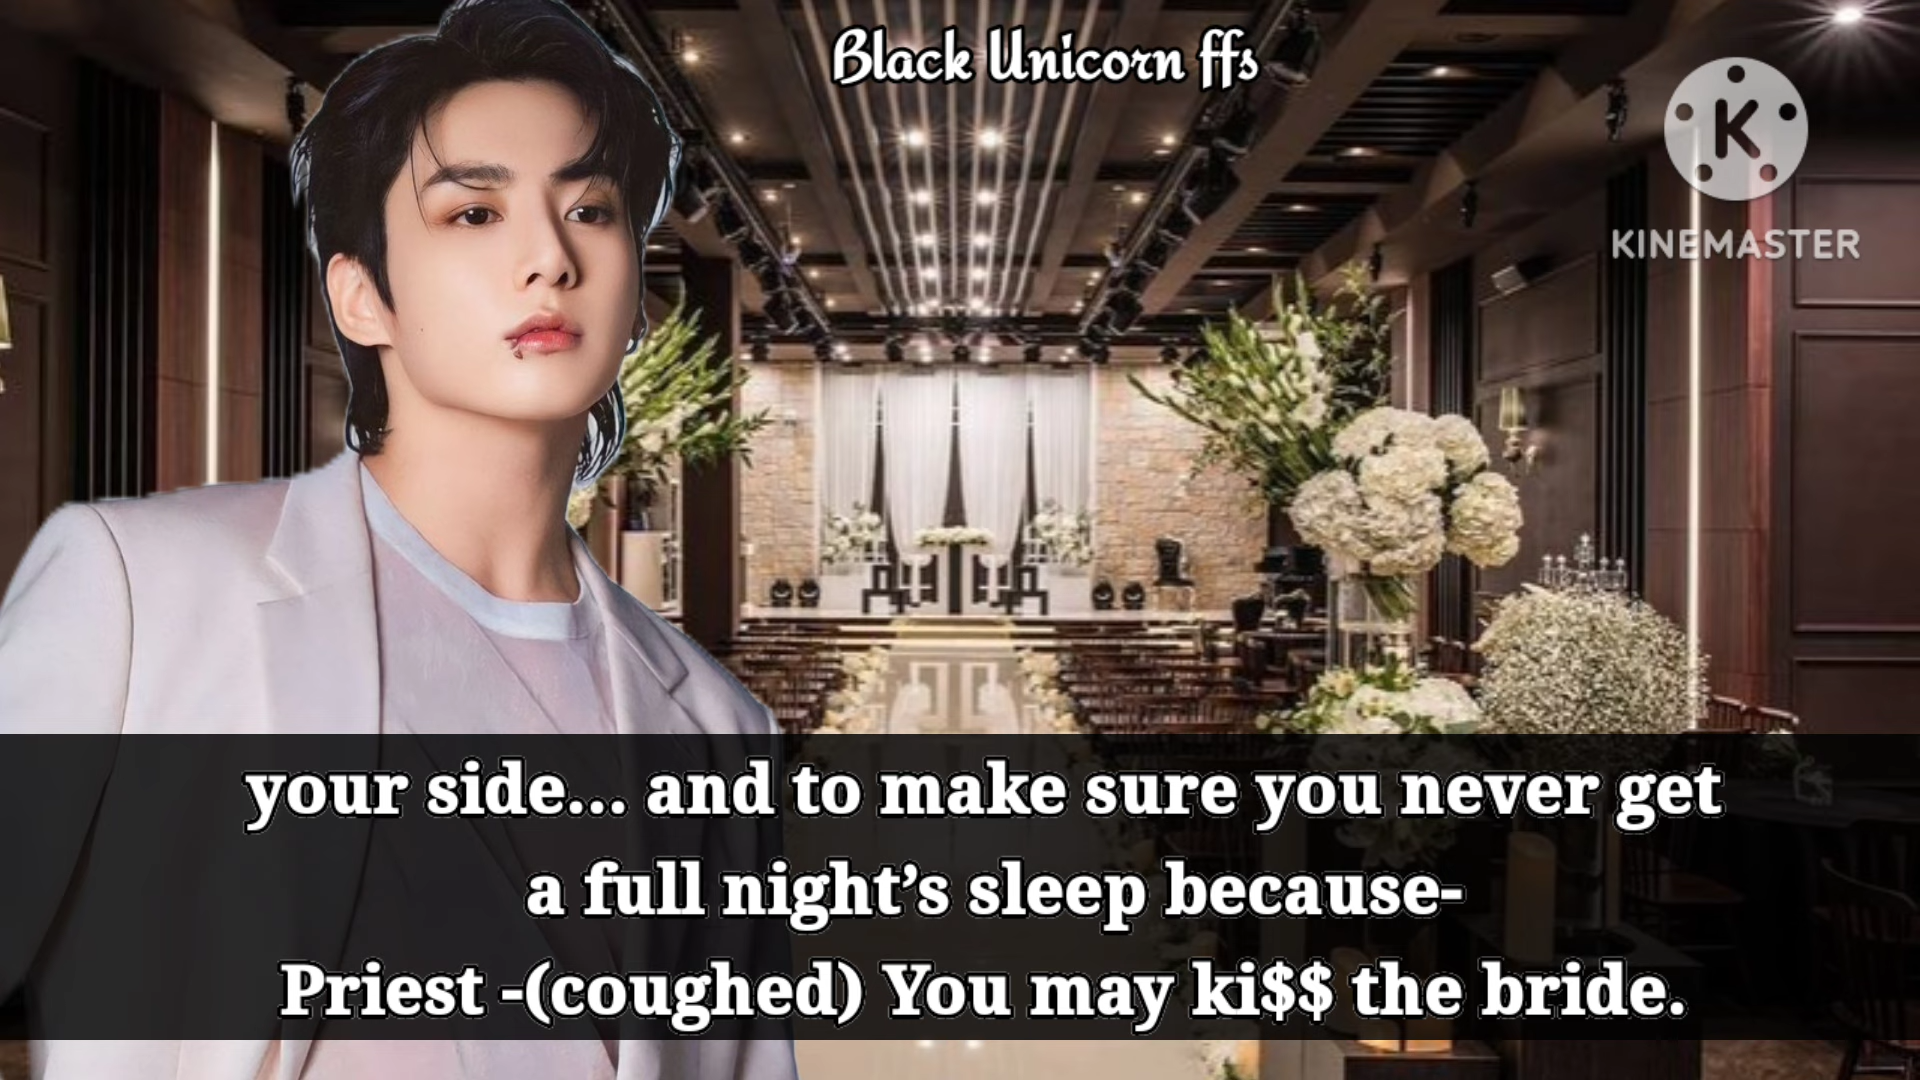 Black Unicorn ffs
K
KINEMASTER
your side... and to make sure you never get
a full night’s sleep because-
Priest -(coughed) You may ki$$ the bride.